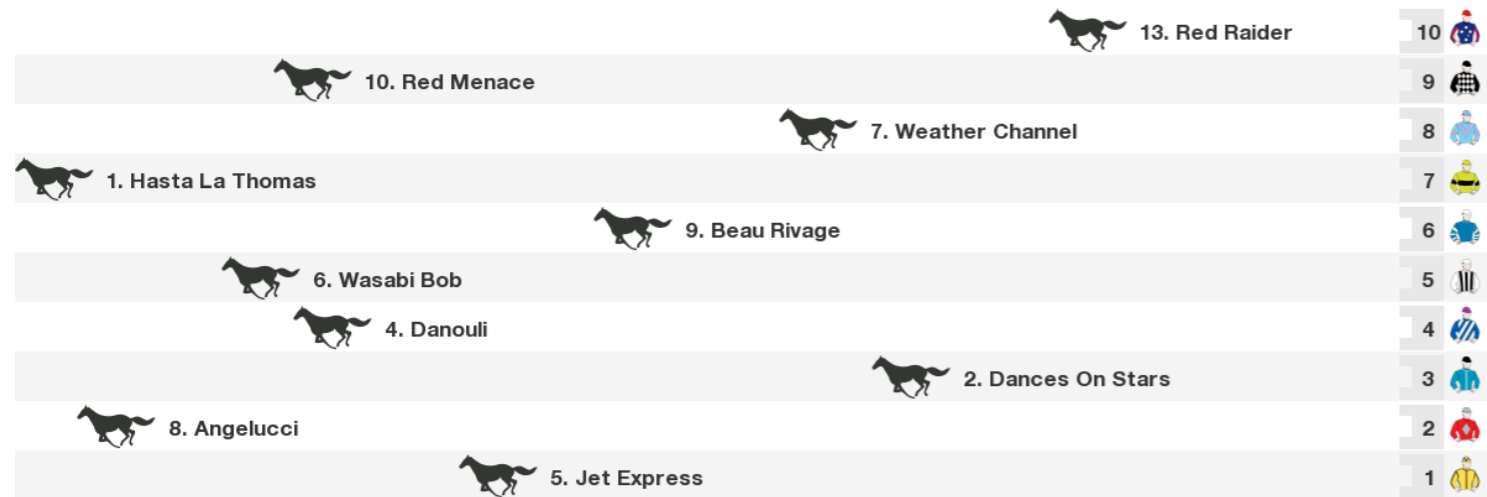 13. Red Raider 10
10. Red Menace 9
7. Weather Channel 8
1. Hasta La Thomas 7
9. Beau Rivage 6
6. Wasabi Bob 5
4. Danouli 4
2. Dances On Stars 3
8. Angelucci 2
5. Jet Express 1